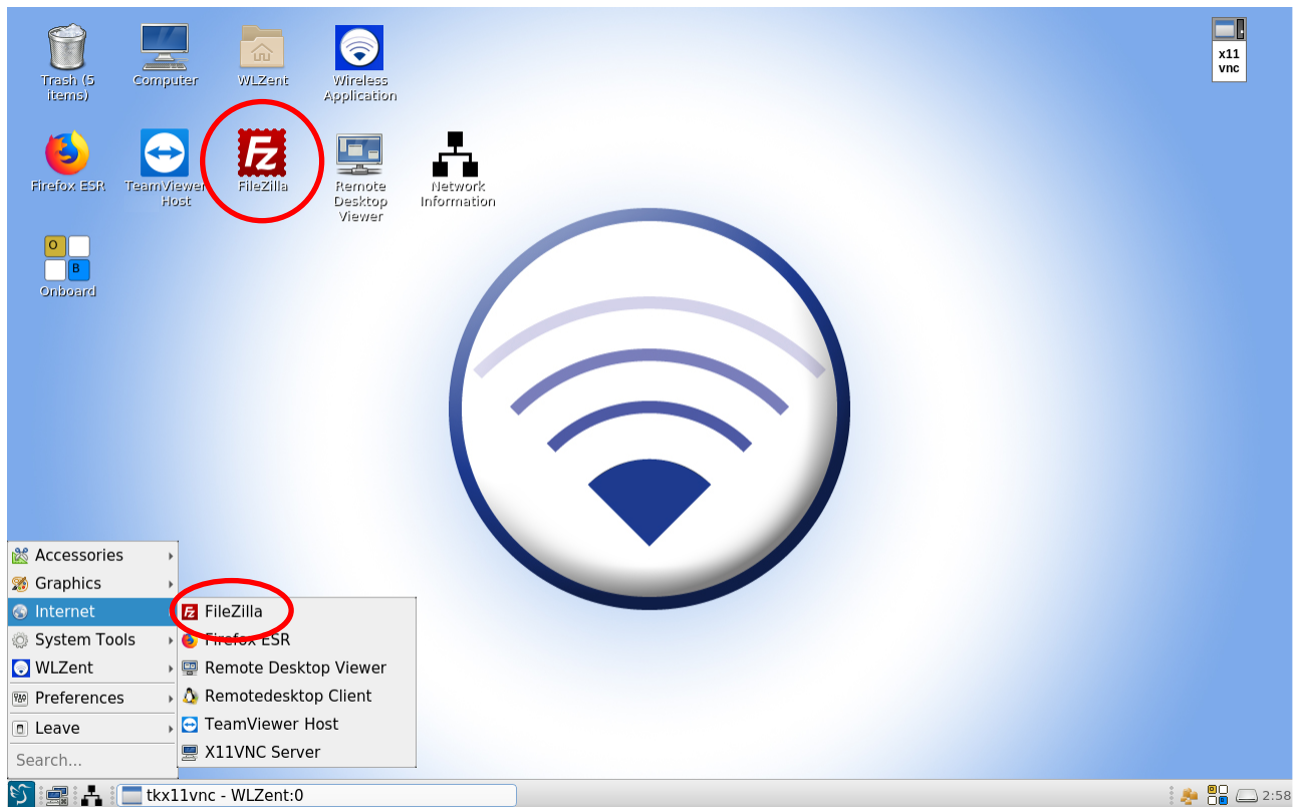 Trash (5
items)
Computer
WLZent
Wireless
Application
x11
vnc
Firefox ESR
TeamViewer
Host
FZ
FileZilla
Remote
Desktop
Viewer
Network
Information
O
B
Onboard
Accessories
Graphics
Internet
System Tools
WLZent
Preferences
Leave
Search...
FileZilla
Firefox ESR
Remote Desktop Viewer
Remotedesktop Client
TeamViewer Host
X11VNC Server
tkx11vnc - WLZent:0
2:58